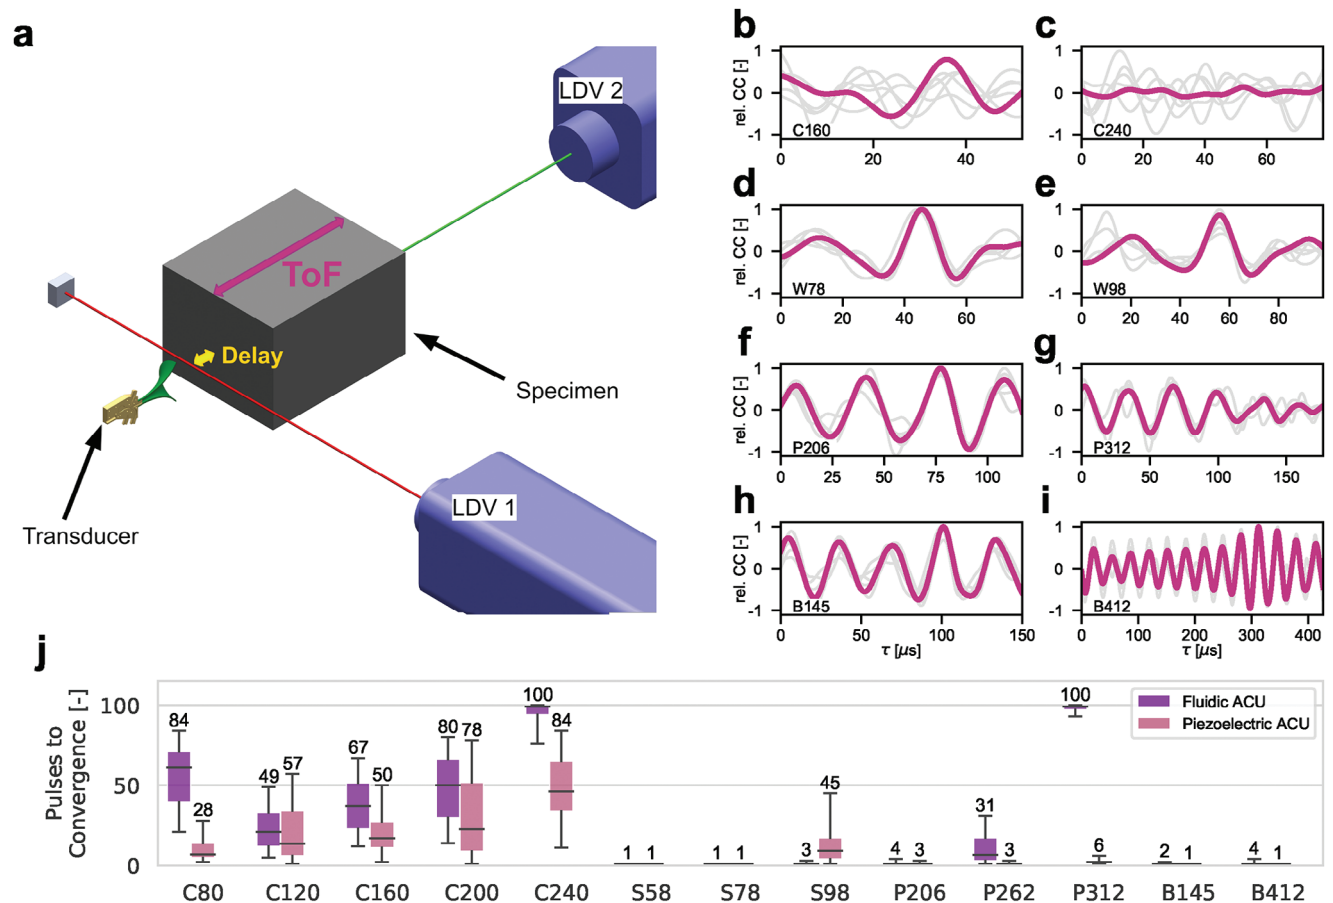 a
LDV 2
ToF
Delay
Specimen
LDV 1
Transducer
b
rel. CC [-]
1
0
-1
C160
0 20 40
c
1
0
-1
C240
0 20 40 60
d
1
0
-1
W78
0 20 40 60
e
1
0
-1
W98
0 20 40 60 80
f
rel. CC [-]
1
0
-1
P206
0 25 50 75 100
g
1
0
-1
P312
0 50 100 150
h
rel. CC [-]
1
0
-1
B145
0 50 100 150
τ [μs]
i
1
0
-1
B412
0 100 200 300 400
τ [μs]
j
Pulses to
Convergence [-]
100
50
0
84 28 49 57 67 50 80 78 100 84 1 1 1 1 3 45 4 3 31 3 100 6 2 1 4 1
Fluidic ACU
Piezoelectric ACU
C80 C120 C160 C200 C240 S58 S78 S98 P206 P262 P312 B145 B412